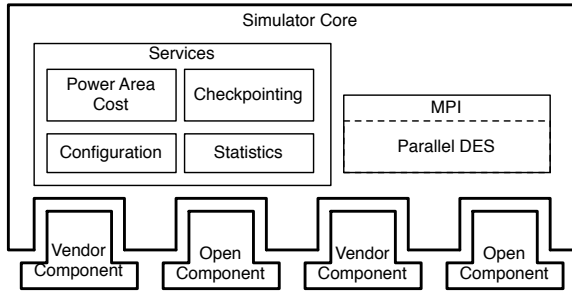 Simulator Core
Services
Power Area
Cost
Checkpointing
Configuration
Statistics
MPI
Parallel DES
Vendor
Component
Open
Component
Vendor
Component
Open
Component